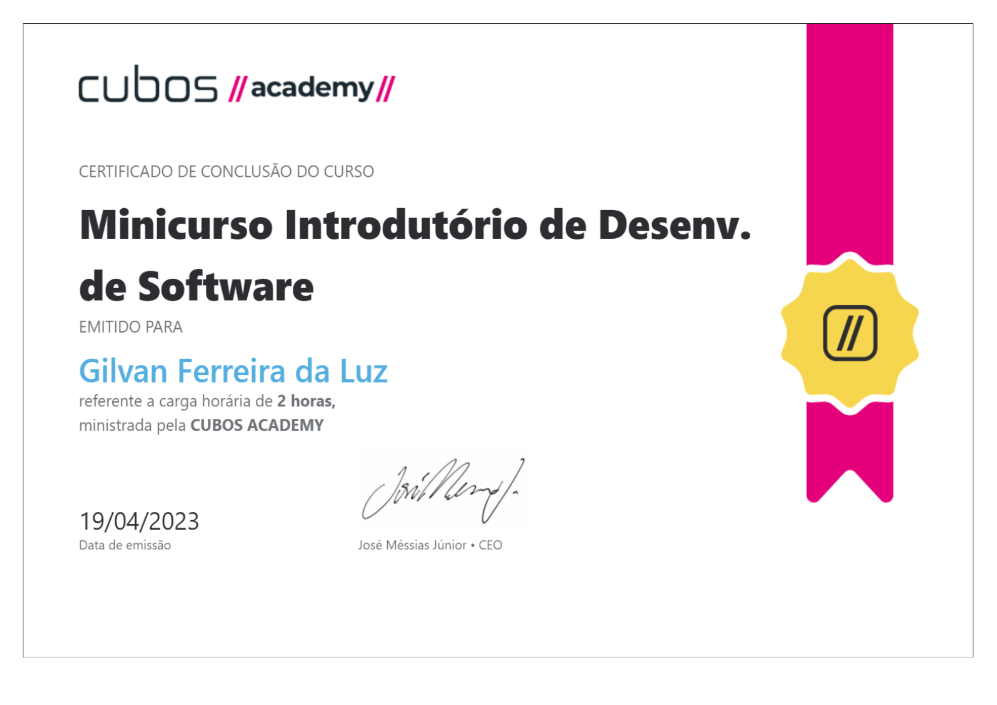 cubos // academy //
CERTIFICADO DE CONCLUSÃO DO CURSO
Minicurso Introdutório de Desenv.
de Software
EMITIDO PARA
Gilvan Ferreira da Luz
referente a carga horária de 2 horas,
ministrada pela CUBOS ACADEMY
19/04/2023
Data de emissão
José Méssias Júnior • CEO
//